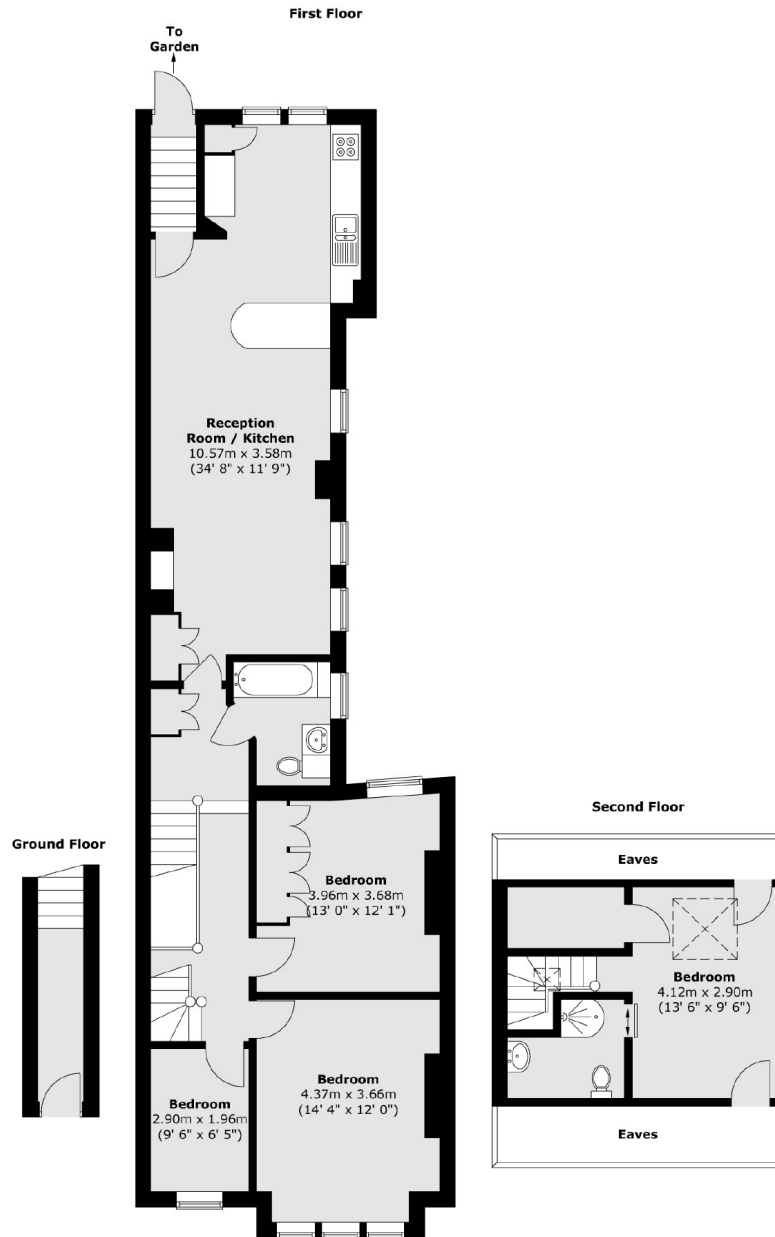 First Floor
To
Garden
Reception
Room / Kitchen
10.57m x 3.58m
(34' 8" x 11' 9")
Second Floor
Ground Floor
Eaves
Bedroom
3.96m x 3.68m
(13' 0" x 12' 1")
Bedroom
4.12m x 2.90m
(13' 6" x 9' 6")
Bedroom
4.37m x 3.66m
(14' 4" x 12' 0")
Bedroom
2.90m x 1.96m
(9' 6" x 6' 5")
Eaves